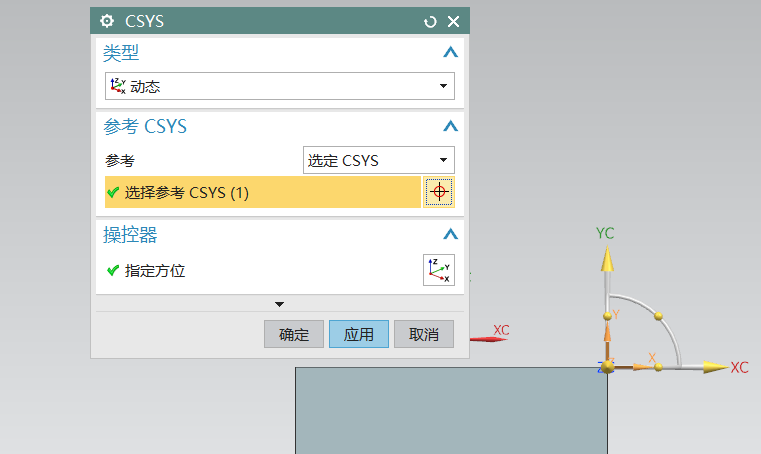 CSYS
类型
动态
参考 CSYS
参考
选定 CSYS
选择参考 CSYS (1)
操控器
指定方位
确定
应用
取消
XC
YC
Y
X
Z
XC